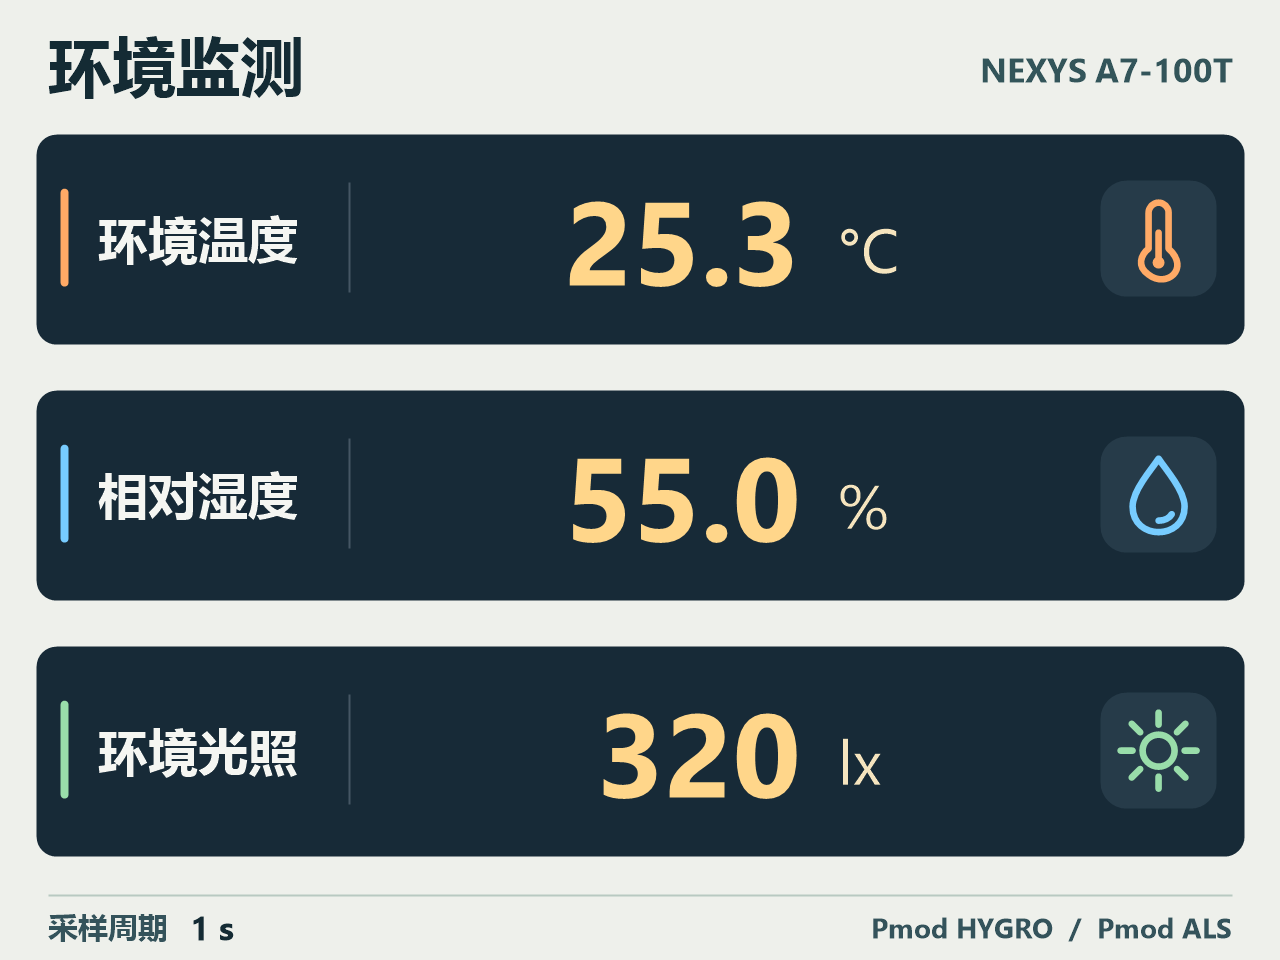 环境监测
NEXYS A7-100T
环境温度 25.3 °C
相对湿度 55.0 %
环境光照 320 lx
采样周期 1 s
Pmod HYGRO / Pmod ALS